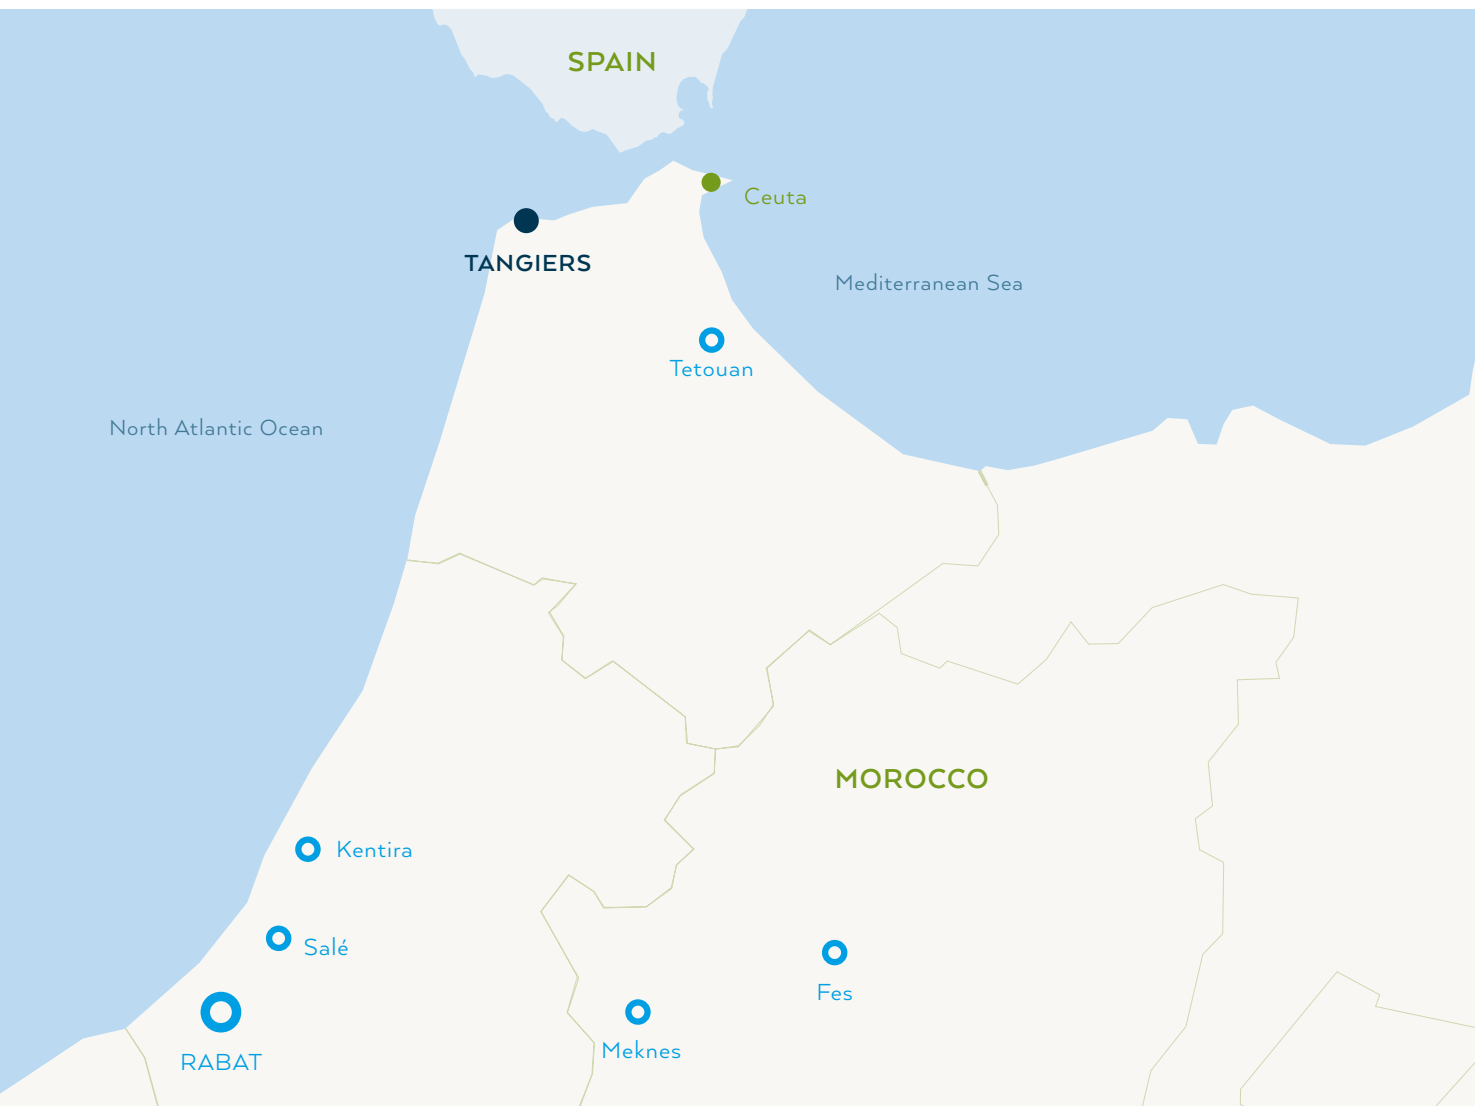 SPAIN
Ceuta
TANGIERS
Mediterranean Sea
Tetouan
North Atlantic Ocean
MOROCCO
Kentira
Salé
Fes
Meknes
RABAT